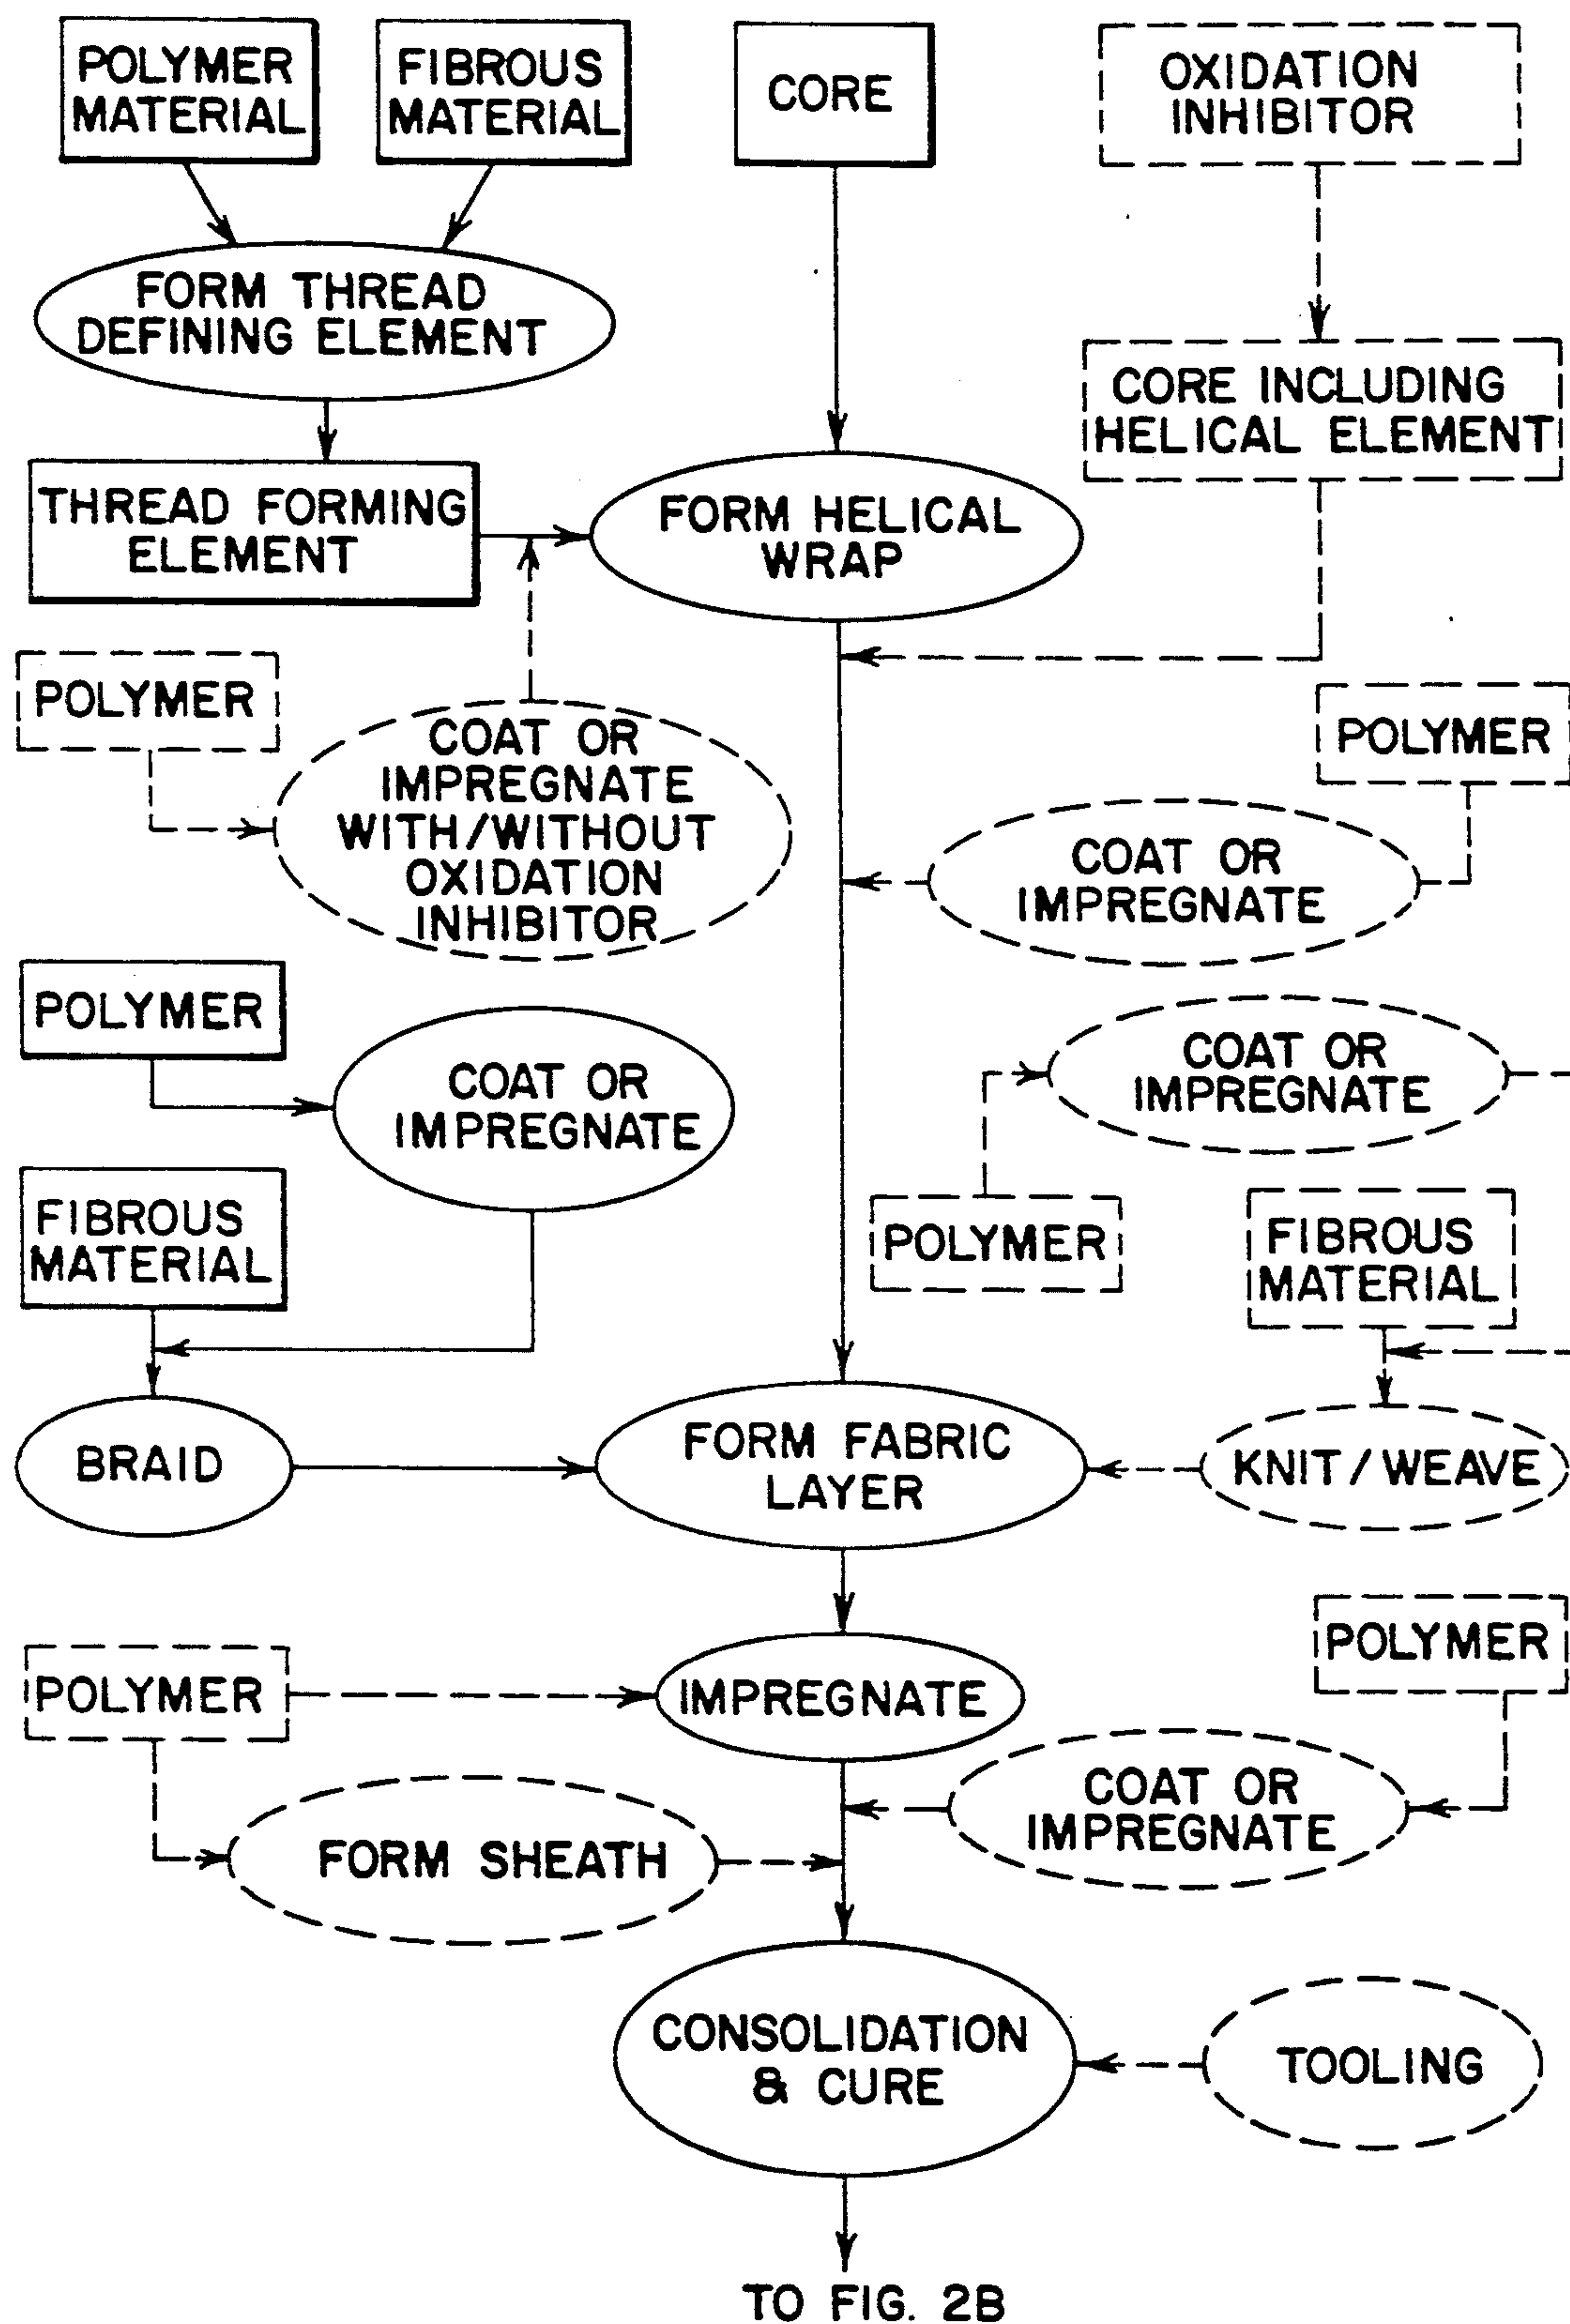 POLYMER
MATERIAL
FIBROUS
MATERIAL
CORE
OXIDATION
INHIBITOR
FORM THREAD
DEFINING ELEMENT
CORE INCLUDING
HELICAL ELEMENT
THREAD FORMING
ELEMENT
FORM HELICAL
WRAP
POLYMER
COAT OR
IMPREGNATE
WITH/WITHOUT
OXIDATION
INHIBITOR
POLYMER
COAT OR
IMPREGNATE
POLYMER
COAT OR
IMPREGNATE
COAT OR
IMPREGNATE
FIBROUS
MATERIAL
POLYMER
FIBROUS
MATERIAL
BRAID
FORM FABRIC
LAYER
KNIT/WEAVE
POLYMER
IMPREGNATE
POLYMER
COAT OR
IMPREGNATE
FORM SHEATH
CONSOLIDATION
& CURE
TOOLING
TO FIG. 2B